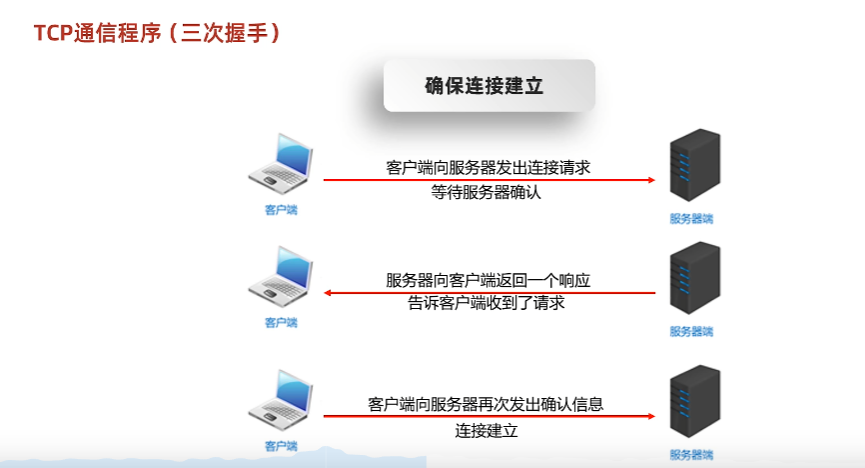 TCP通信程序（三次握手）
确保连接建立
客户端向服务器发出连接请求
等待服务器确认
客户端
服务器端
服务器向客户端返回一个响应
告诉客户端收到了请求
客户端
服务器端
客户端向服务器再次发出确认信息
连接建立
客户端
服务器端